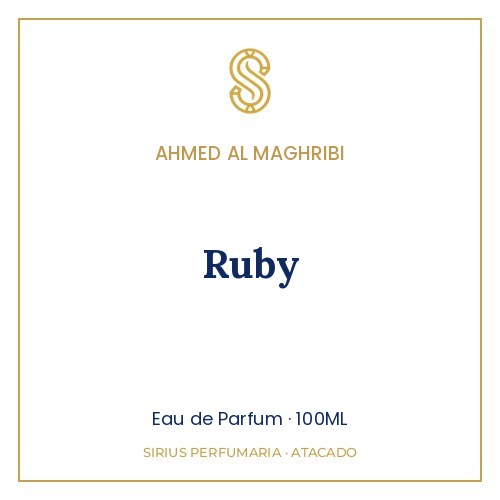 AHMED AL MAGHRIBI
Ruby
Eau de Parfum · 100ML
SIRIUS PERFUMARIA · ATACADO